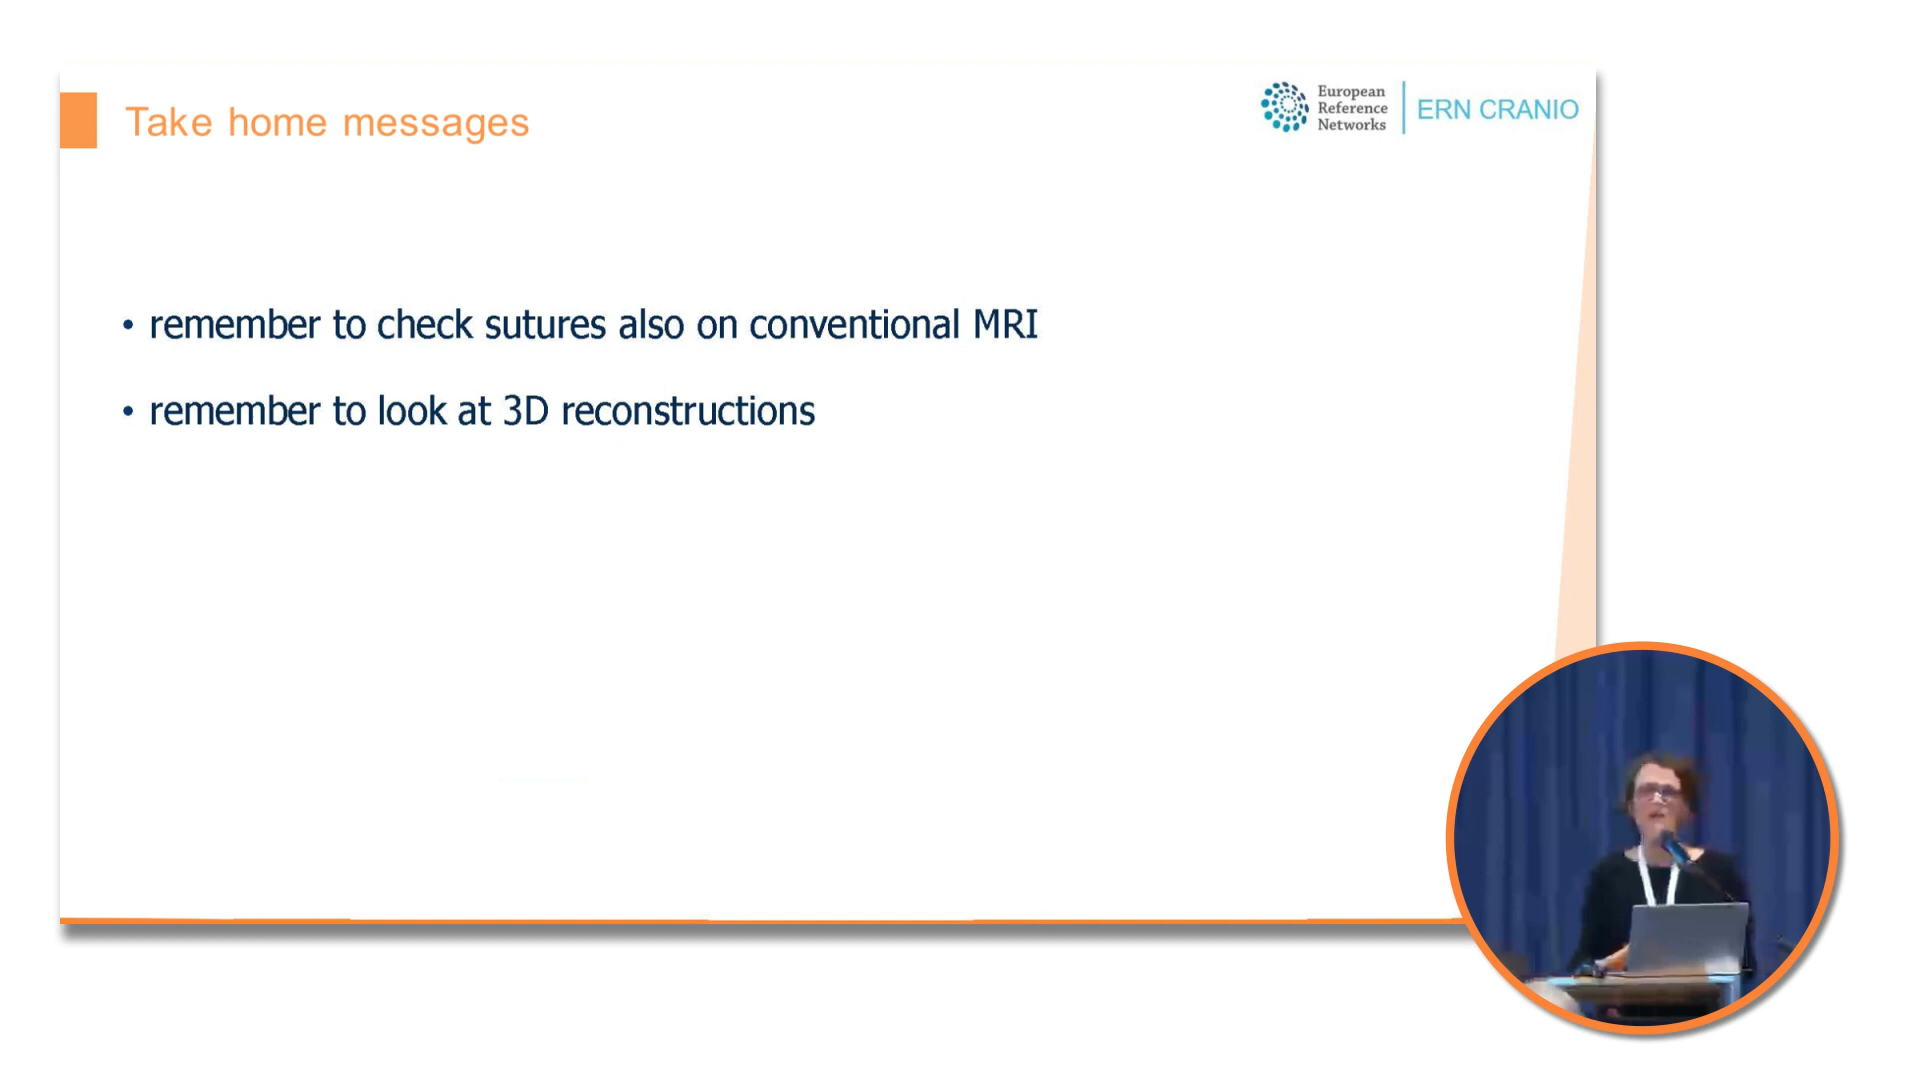 Take home messages
European
Reference
Networks
ERN CRANIO
• remember to check sutures also on conventional MRI
• remember to look at 3D reconstructions